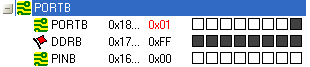 PORTB
PORTB 0x18... 0x01
DDRB 0x17... 0xFF
PINB 0x16... 0x00